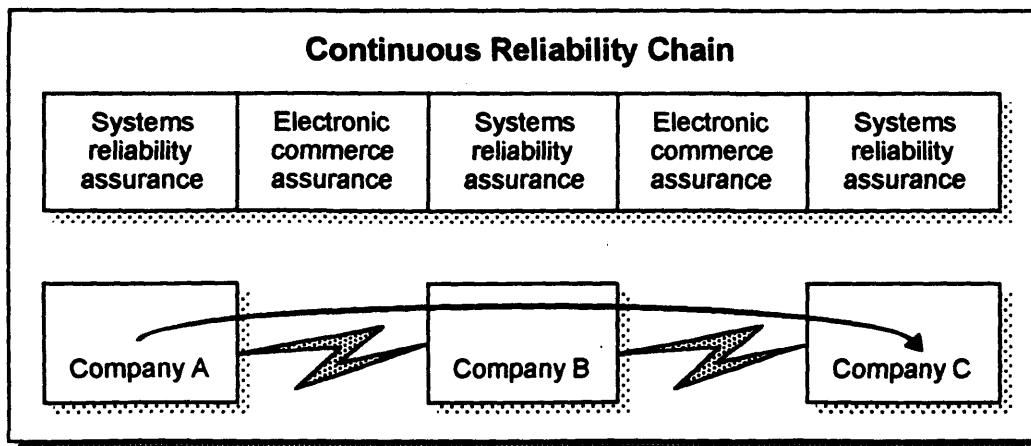 Continuous Reliability Chain
Systems
reliability
assurance
Electronic
commerce
assurance
Systems
reliability
assurance
Electronic
commerce
assurance
Systems
reliability
assurance
Company A
Company B
Company C